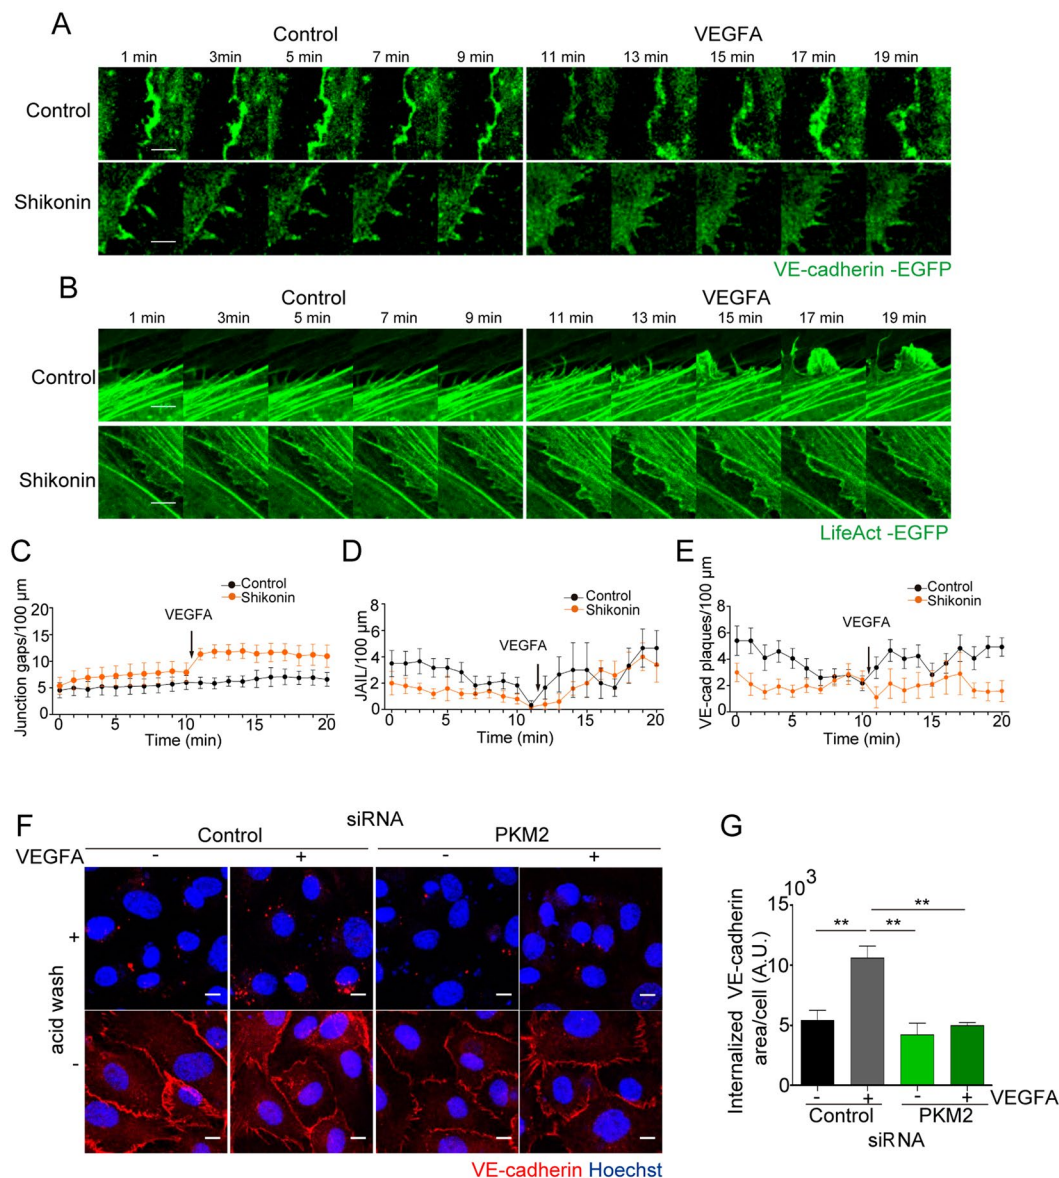 A
Control VEGFA
1 min 3min 5 min 7 min 9 min 11 min 13 min 15 min 17 min 19 min
Control
Shikonin
VE-cadherin -EGFP
B
Control VEGFA
1 min 3min 5 min 7 min 9 min 11 min 13 min 15 min 17 min 19 min
Control
Shikonin
LifeAct -EGFP
C
Junction gaps/100 μm
Control
Shikonin
VEGFA
20
15
10
5
0
0 5 10 15 20
Time (min)
D
JAIL/100 μm
Control
Shikonin
VEGFA
8
6
4
2
0
0 5 10 15 20
Time (min)
E
VE-cad plaques/100 μm
Control
Shikonin
VEGFA
8
6
4
2
0
0 5 10 15 20
Time (min)
F
siRNA
Control PKM2
VEGFA - + - +
acid wash
+
-
VE-cadherin Hoechst
G
Internalized VE-cadherin
area/cell (A.U.)
10³
15
10
5
0
** ** **
- + - + VEGFA
Control PKM2
siRNA